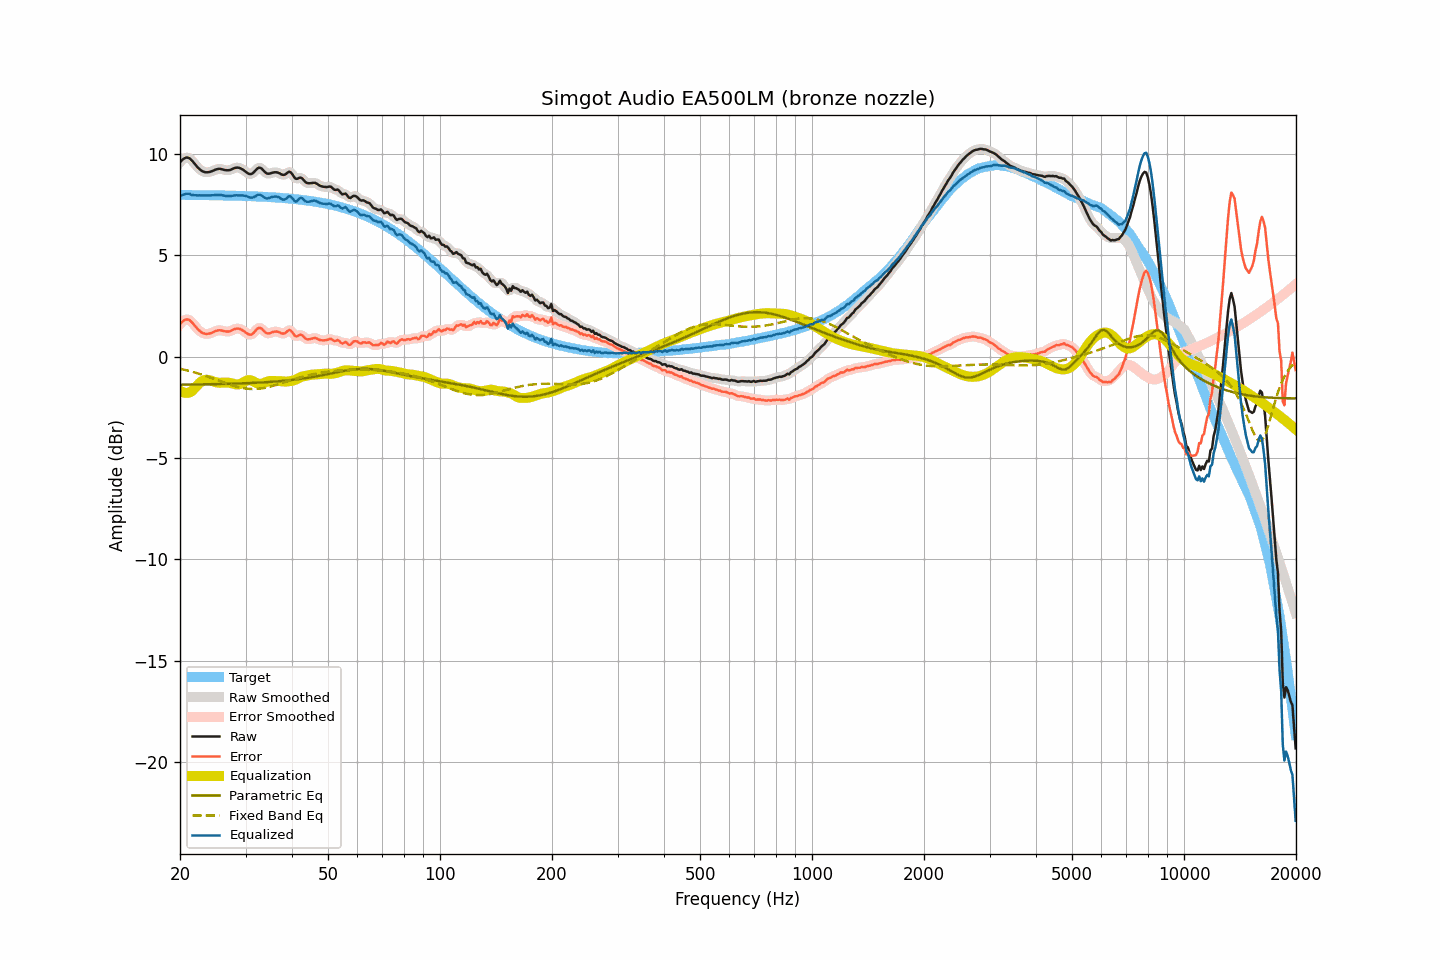 Simgot Audio EA500LM (bronze nozzle)
Amplitude (dBr)
10
5
0
−5
−10
−15
−20
Target
Raw Smoothed
Error Smoothed
Raw
Error
Equalization
Parametric Eq
Fixed Band Eq
Equalized
20 50 100 200 500 1000 2000 5000 10000 20000
Frequency (Hz)